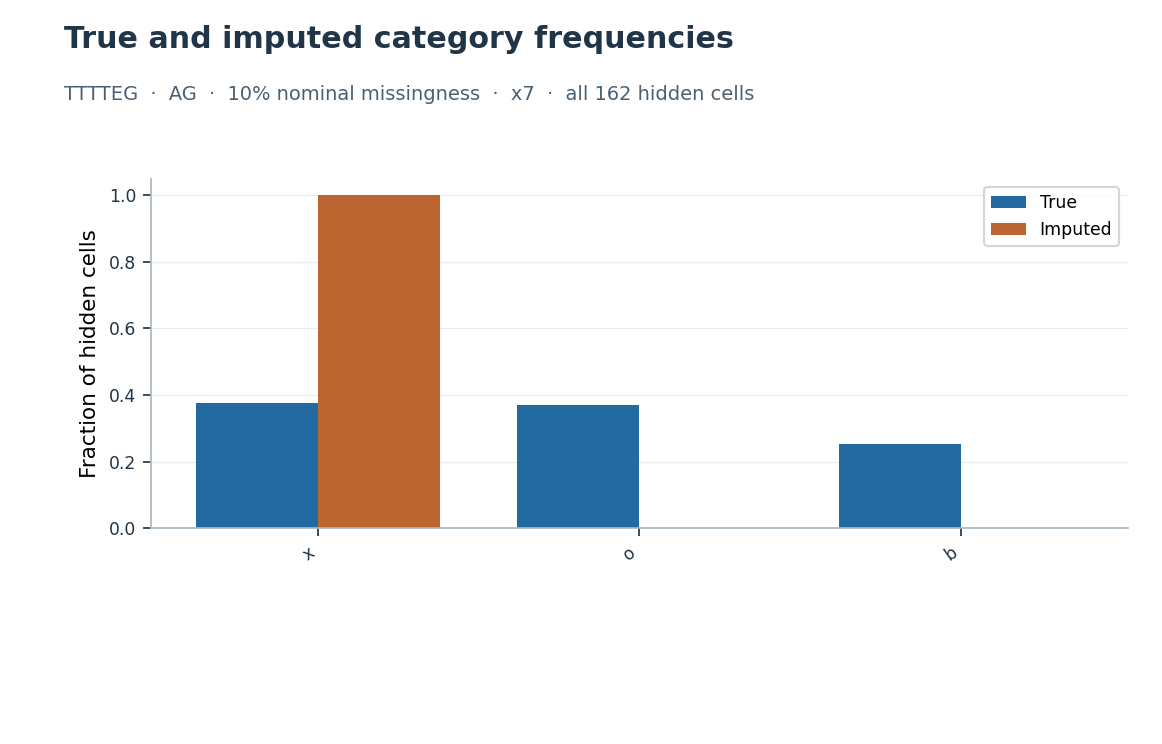 True and imputed category frequencies
TTTTEG · AG · 10% nominal missingness · x7 · all 162 hidden cells
True
Imputed
Fraction of hidden cells
1.0
0.8
0.6
0.4
0.2
0.0
x
o
b